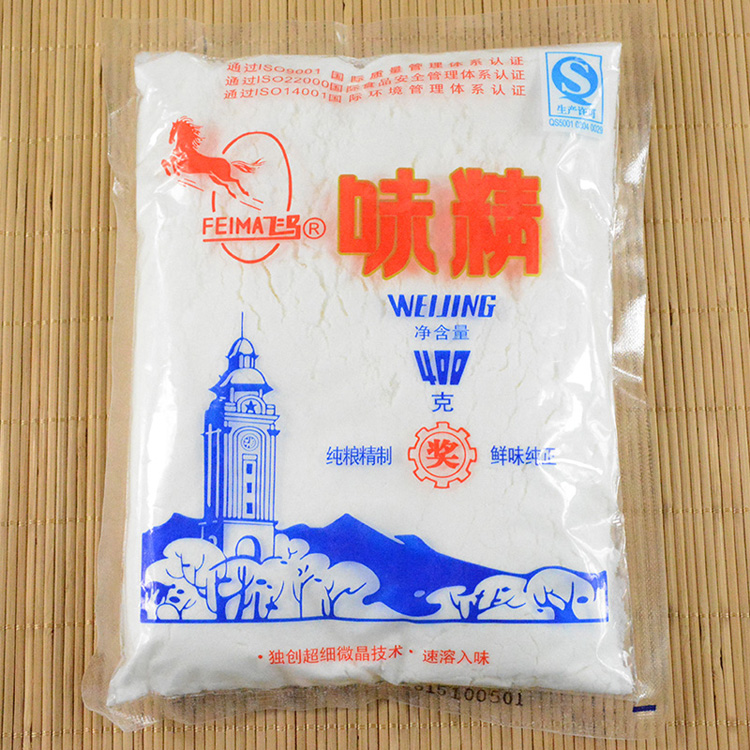 通过ISO9001 国际质量管理体系认证
通过ISO22000国际食品安全管理体系认证
通过ISO14001国际环境管理体系认证
生产许可
QS5001 0304 0029
FEIMA飞马®
味精
WEIJING
净含量
400
克
纯粮精制 奖 鲜味纯正
·独创超细微晶技术· 速溶入味
515100501